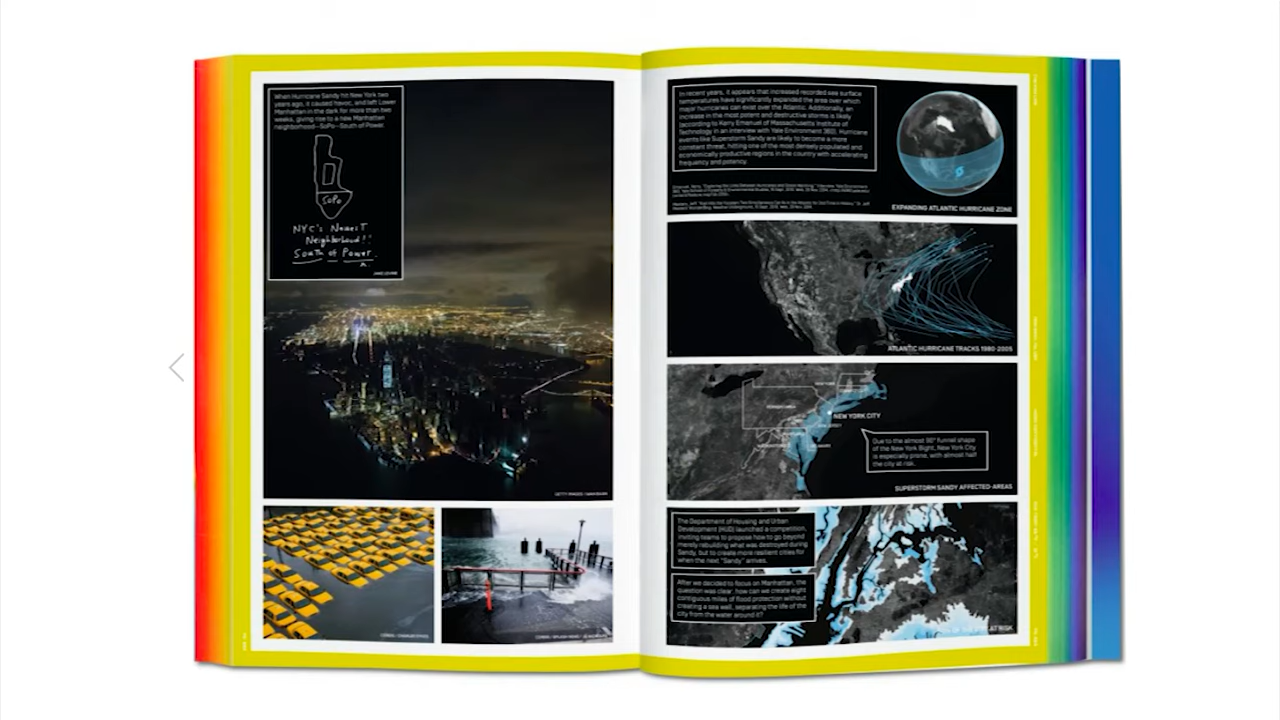 When Hurricane Sandy hit New York two
years ago, it caused havoc, and left Lower
Manhattan in the dark for more than two
weeks, giving rise to a new Manhattan
neighborhood—SoPo—South of Power.
SoPo
NYC's Newest
Neighborhood!!
South of Power.
In recent years, it appears that increased recorded sea surface
temperatures have significantly expanded the area over which
major hurricanes can exist over the Atlantic. Additionally, an
increase in the most potent and destructive storms is likely
(according to Kerry Emanuel of Massachusetts Institute of
Technology in an interview with Yale Environment 360). Hurricane
events like Superstorm Sandy are likely to become a more
constant threat, hitting one of the most densely populated and
economically productive regions in the country with accelerating
frequency and potency.
EXPANDING ATLANTIC HURRICANE ZONE
ATLANTIC HURRICANE TRACKS 1980-2005
NEW YORK CITY
Due to the almost 90° funnel shape
of the New York Bight, New York City
is especially prone, with almost half
the city at risk.
SUPERSTORM SANDY AFFECTED-AREAS
The Department of Housing and Urban
Development (HUD) launched a competition,
inviting teams to propose how to go beyond
merely rebuilding what was destroyed during
Sandy, but to create more resilient cities for
when the next "Sandy" arrives.
After we decided to focus on Manhattan, the
question was clear: how can we create eight
contiguous miles of flood protection without
creating a sea wall, separating the life of the
city from the water around it?
AT RISK